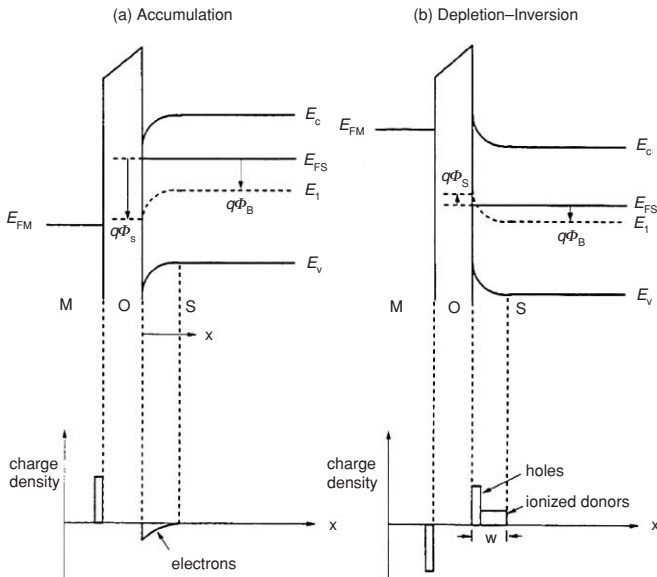 (a) Accumulation
(b) Depletion–Inversion
E_c
E_FM
E_FS
E_1
qΦ_B
qΦ_s
E_FM
E_v
M
O
S
x
charge
density
x
electrons
E_c
qΦ_S
E_FS
E_1
qΦ_B
E_v
M
O
S
charge
density
holes
ionized donors
x
w